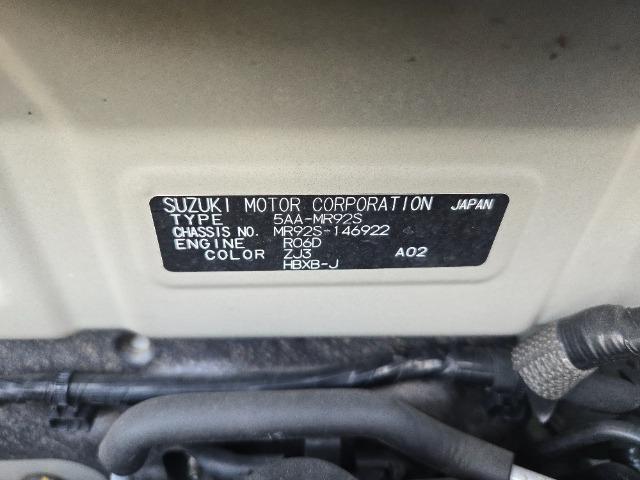 SUZUKI MOTOR CORPORATION JAPAN
TYPE 5AA-MR92S
CHASSIS NO. MR92S-146922
ENGINE R06D
COLOR ZJ3 A02
HBXB-J